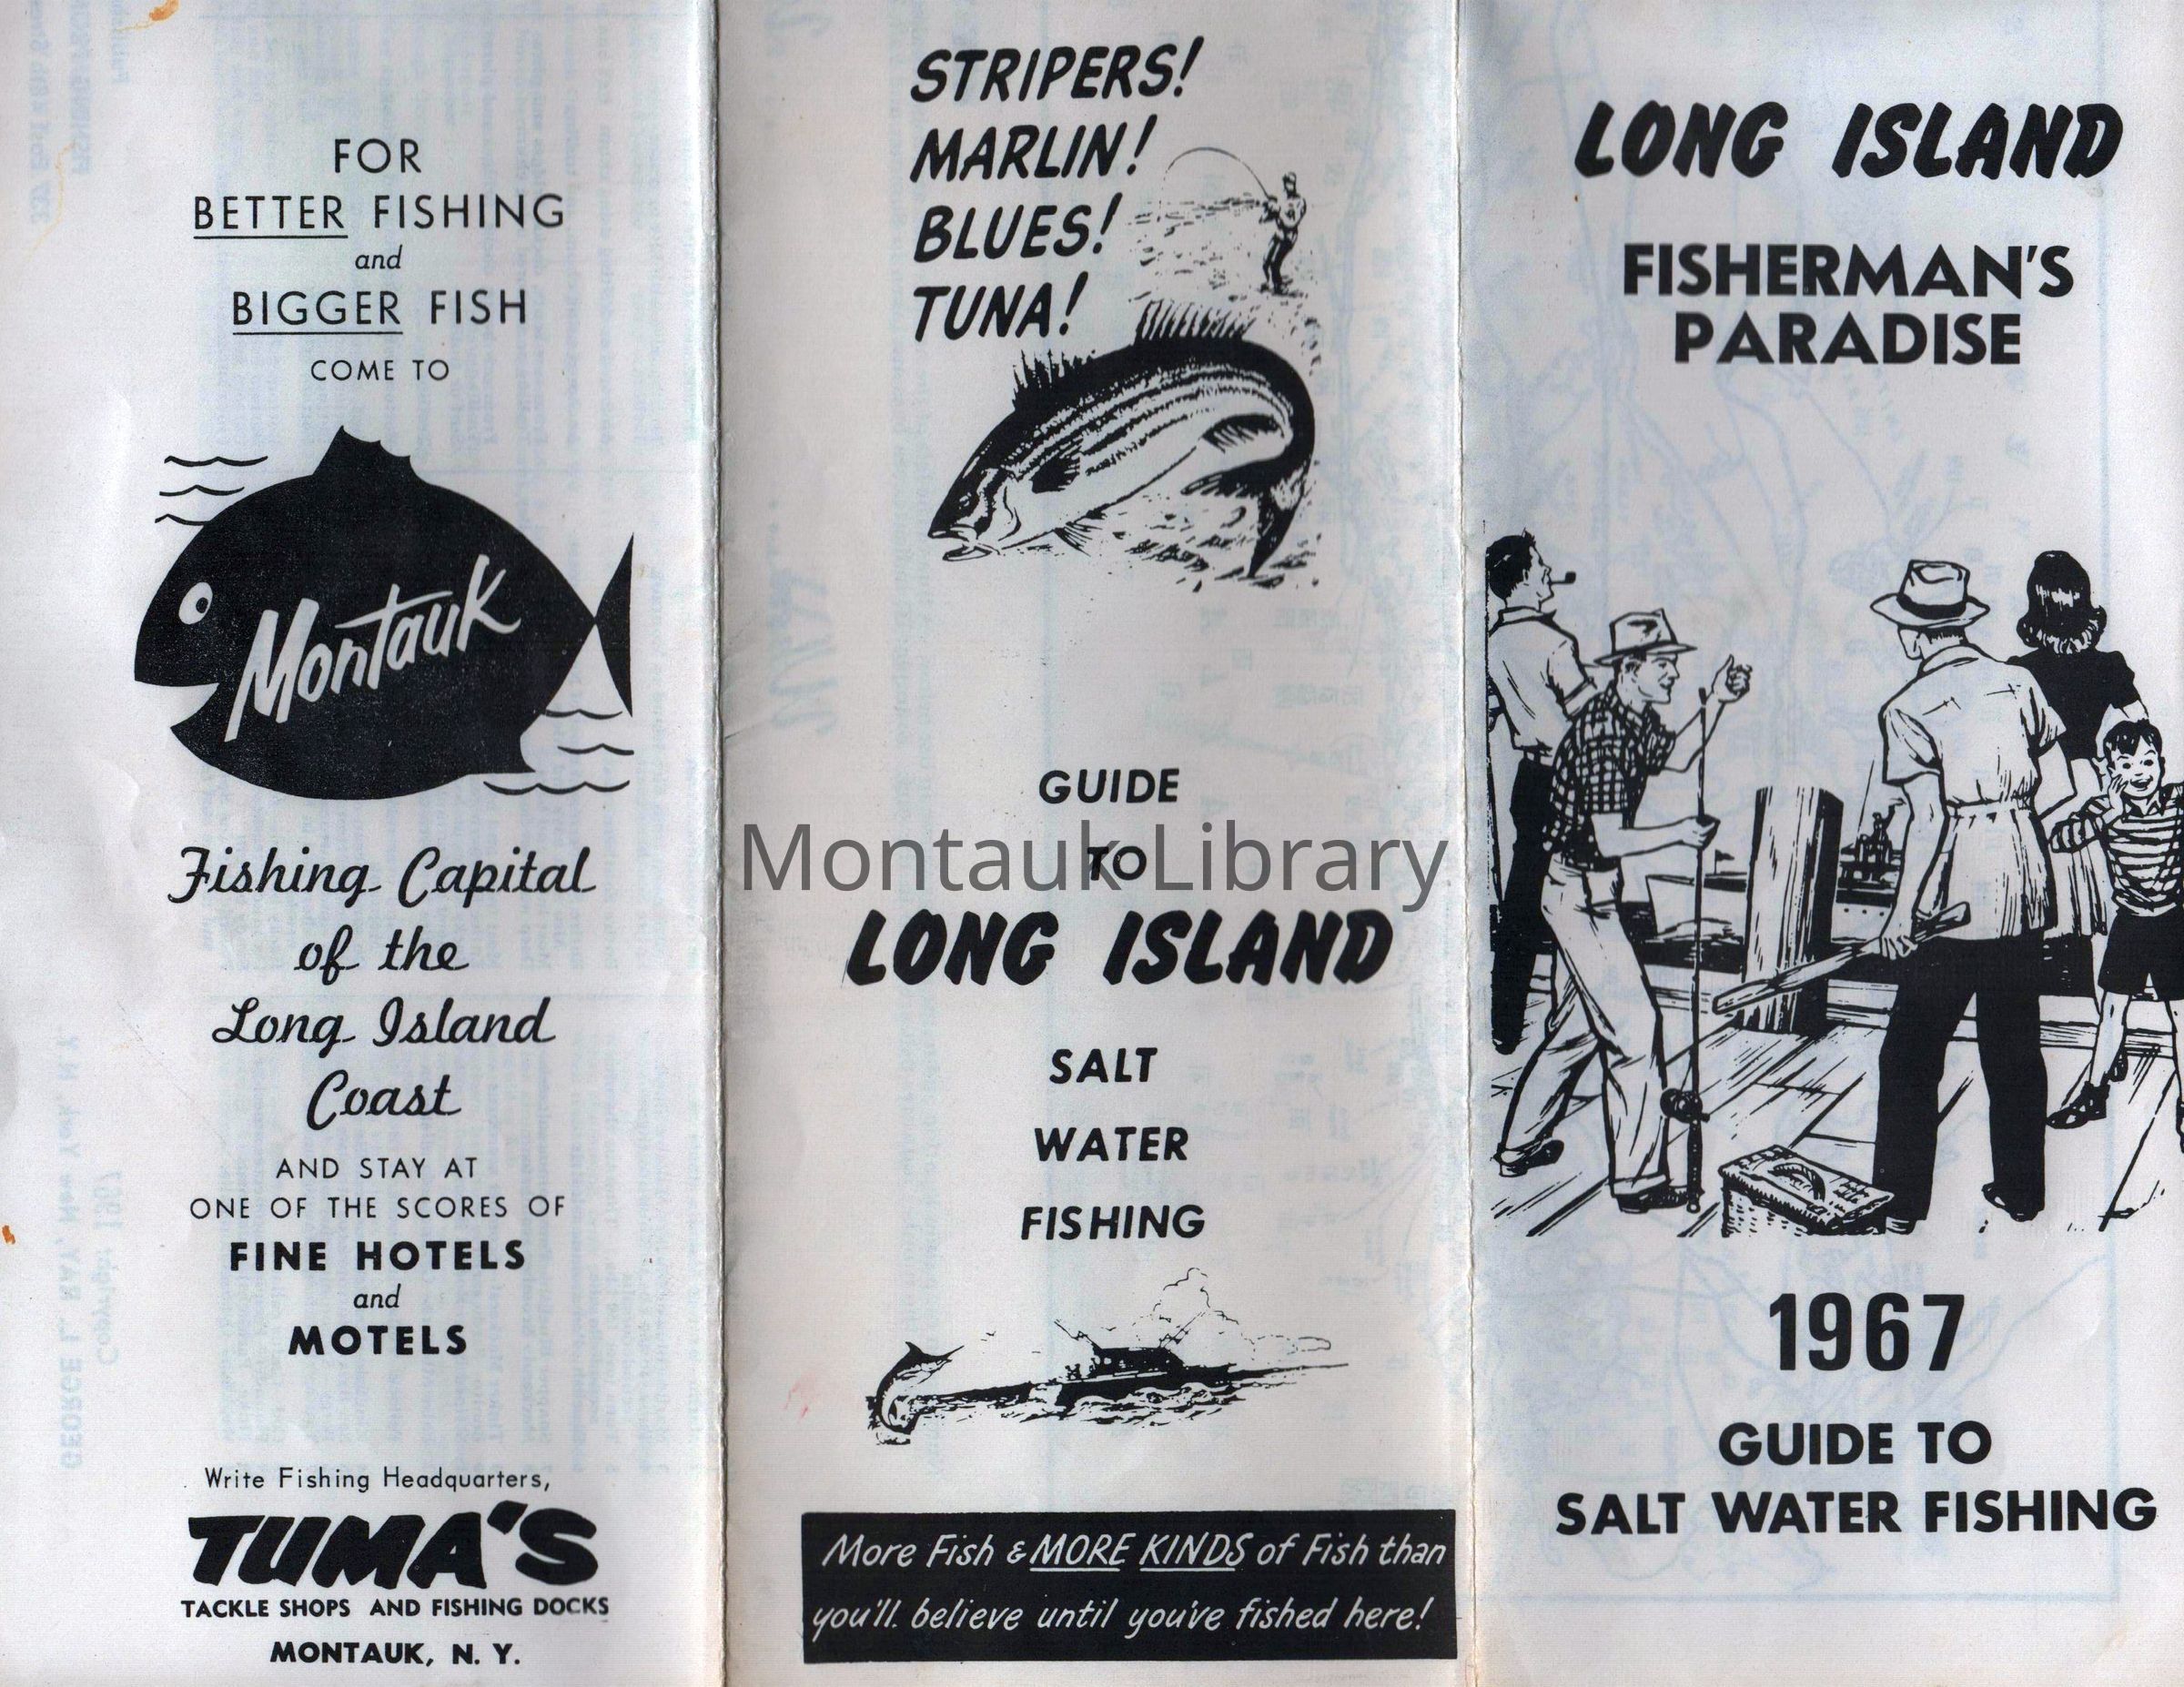 FOR
BETTER FISHING
and
BIGGER FISH
COME TO
Montauk
Fishing Capital
of the
Long Island
Coast
AND STAY AT
ONE OF THE SCORES OF
FINE HOTELS
and
MOTELS
Write Fishing Headquarters,
TUMA'S
TACKLE SHOPS AND FISHING DOCKS
MONTAUK, N. Y.
STRIPERS!
MARLIN!
BLUES!
TUNA!
GUIDE
TO
Montauk Library
LONG ISLAND
SALT
WATER
FISHING
More Fish & MORE KINDS of Fish than
you'll believe until you've fished here!
LONG ISLAND
FISHERMAN'S
PARADISE
1967
GUIDE TO
SALT WATER FISHING